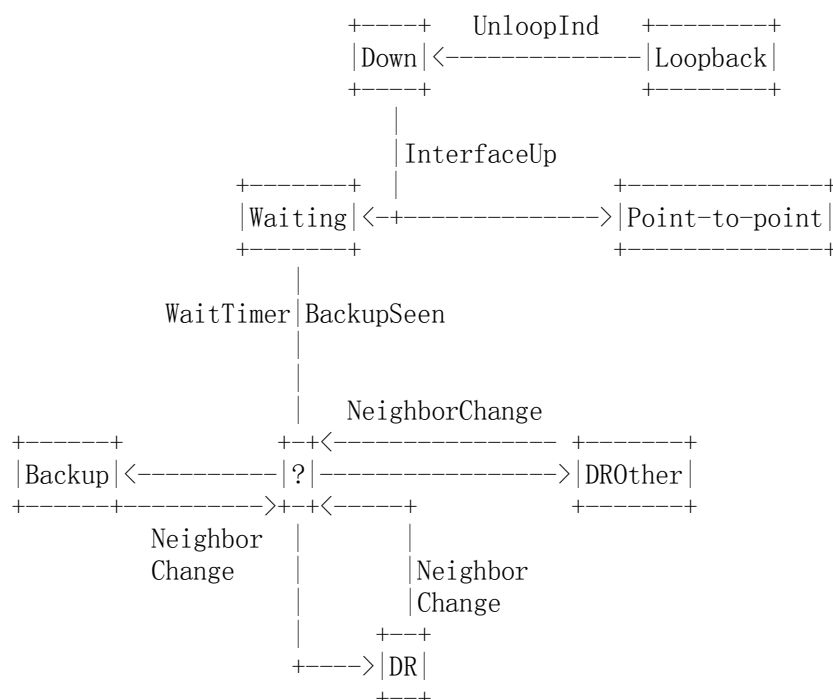 UnloopInd
Down Loopback
InterfaceUp
Waiting Point-to-point
WaitTimer BackupSeen
NeighborChange
Backup ? DROther
Neighbor
Change
Neighbor
Change
DR